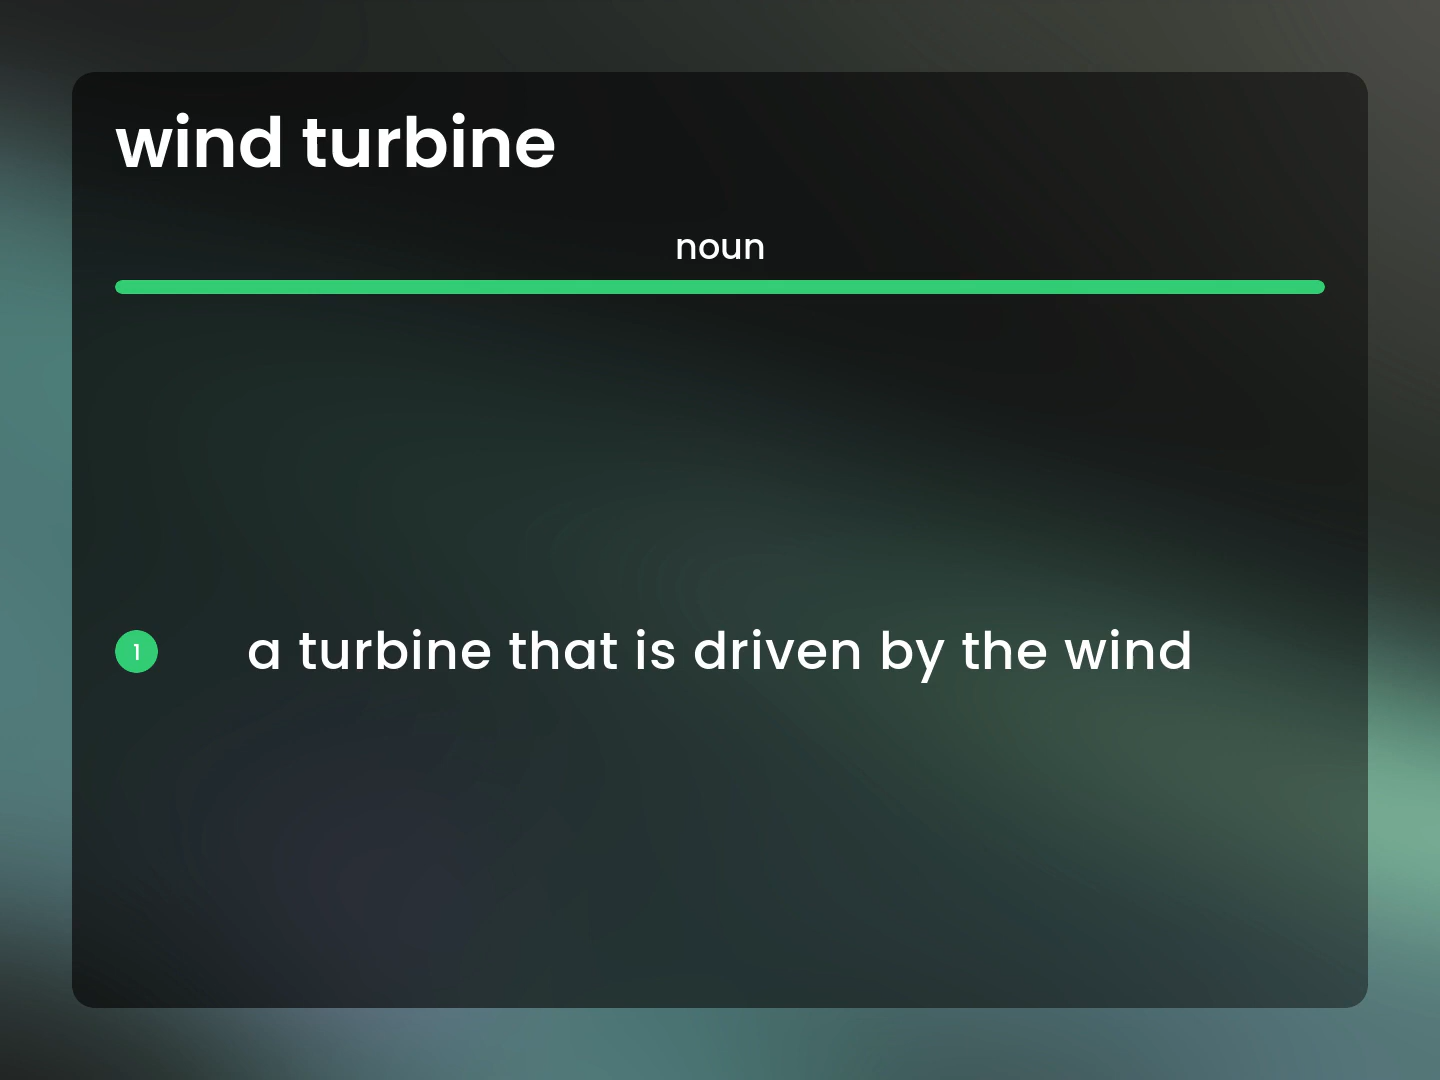 wind turbine
noun
1 a turbine that is driven by the wind